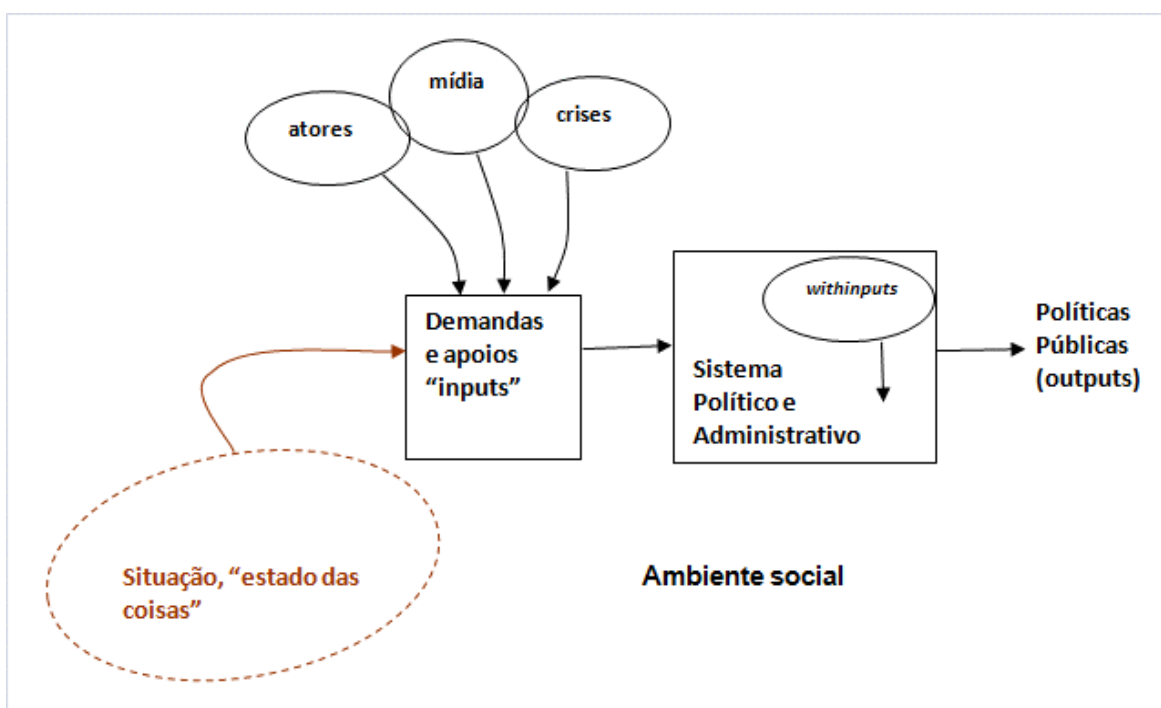 mídia
atores
crises
Demandas
e apoios
“inputs”
withinputs
Sistema
Político e
Administrativo
Políticas
Públicas
(outputs)
Situação, “estado das
coisas”
Ambiente social